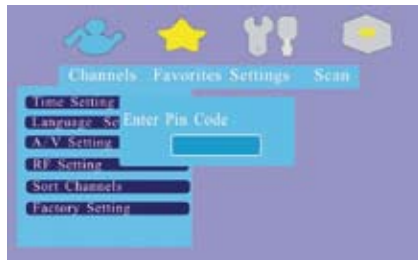 Channels Favorites Settings Scan
Time Setting
Language Se
Enter Pin Code
A/V Setting
RF Setting
Sort Channels
Factory Setting